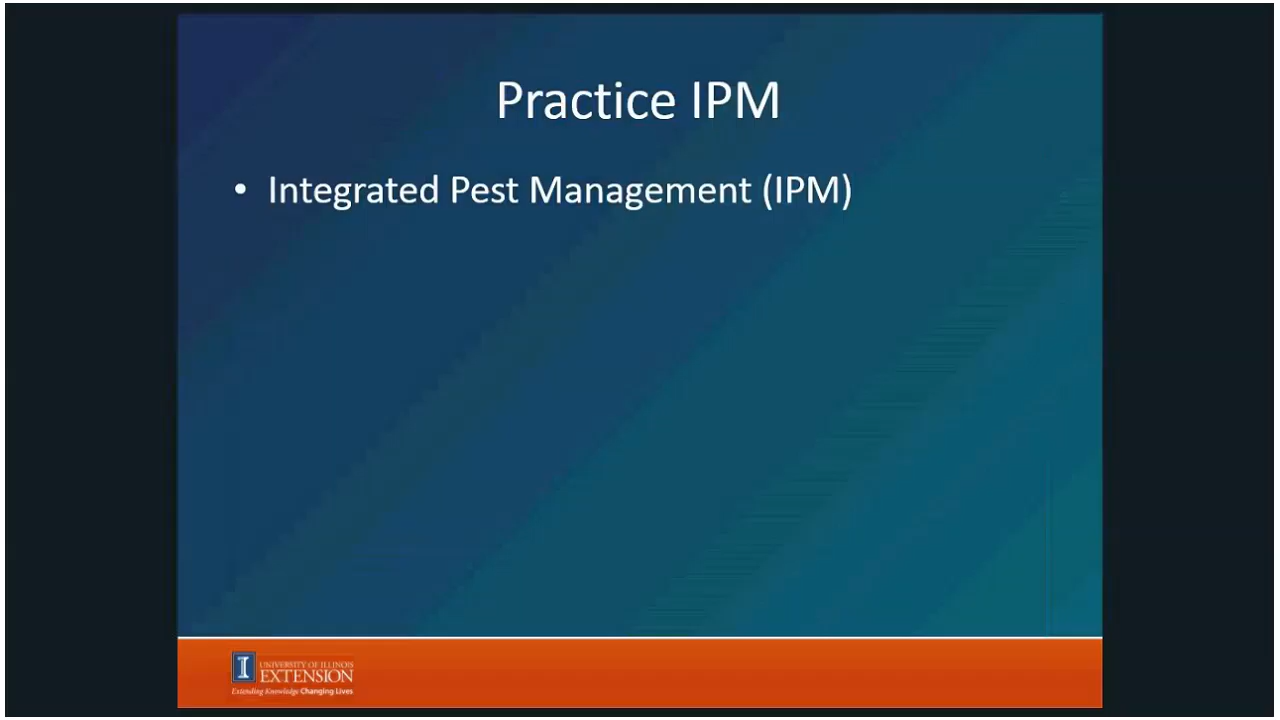 Practice IPM
• Integrated Pest Management (IPM)
I
UNIVERSITY OF ILLINOIS
EXTENSION
Extending Knowledge Changing Lives